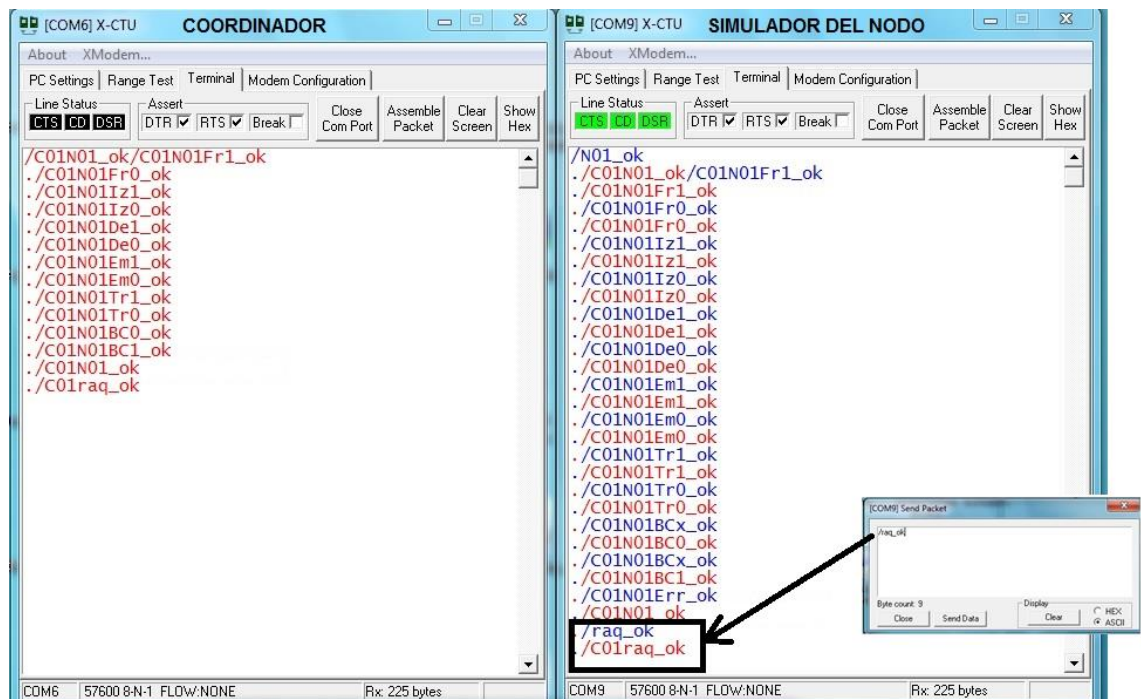 [COM6] X-CTU COORDINADOR
About XModem...
PC Settings Range Test Terminal Modem Configuration
Line Status Assert
CTS CD DSR DTR RTS Break
Close Com Port
Assemble Packet
Clear Screen
Show Hex
/C01N01_ok/C01N01Fr1_ok
./C01N01Fr0_ok
./C01N01Iz1_ok
./C01N01Iz0_ok
./C01N01De1_ok
./C01N01De0_ok
./C01N01Em1_ok
./C01N01Em0_ok
./C01N01Tr1_ok
./C01N01Tr0_ok
./C01N01BC0_ok
./C01N01BC1_ok
./C01N01_ok
./C01raq_ok
COM6 57600 8-N-1 FLOW:NONE Rx: 225 bytes
[COM9] X-CTU SIMULADOR DEL NODO
About XModem...
PC Settings Range Test Terminal Modem Configuration
Line Status Assert
CTS CD DSR DTR RTS Break
Close Com Port
Assemble Packet
Clear Screen
Show Hex
/N01_ok
./C01N01_ok/C01N01Fr1_ok
./C01N01Fr1_ok
./C01N01Fr0_ok
./C01N01Fr0_ok
./C01N01Iz1_ok
./C01N01Iz1_ok
./C01N01Iz0_ok
./C01N01Iz0_ok
./C01N01De1_ok
./C01N01De1_ok
./C01N01De0_ok
./C01N01De0_ok
./C01N01Em1_ok
./C01N01Em1_ok
./C01N01Em0_ok
./C01N01Em0_ok
./C01N01Tr1_ok
./C01N01Tr1_ok
./C01N01Tr0_ok
./C01N01Tr0_ok
./C01N01BCx_ok
./C01N01BC0_ok
./C01N01BCx_ok
./C01N01BC1_ok
./C01N01Err_ok
./C01N01_ok
./raq_ok
./C01raq_ok
COM9 57600 8-N-1 FLOW:NONE Rx: 225 bytes
[COM9] Send Packet
/raq_ok
Byte count: 9
Close Send Data
Display
Clear
HEX
ASCII